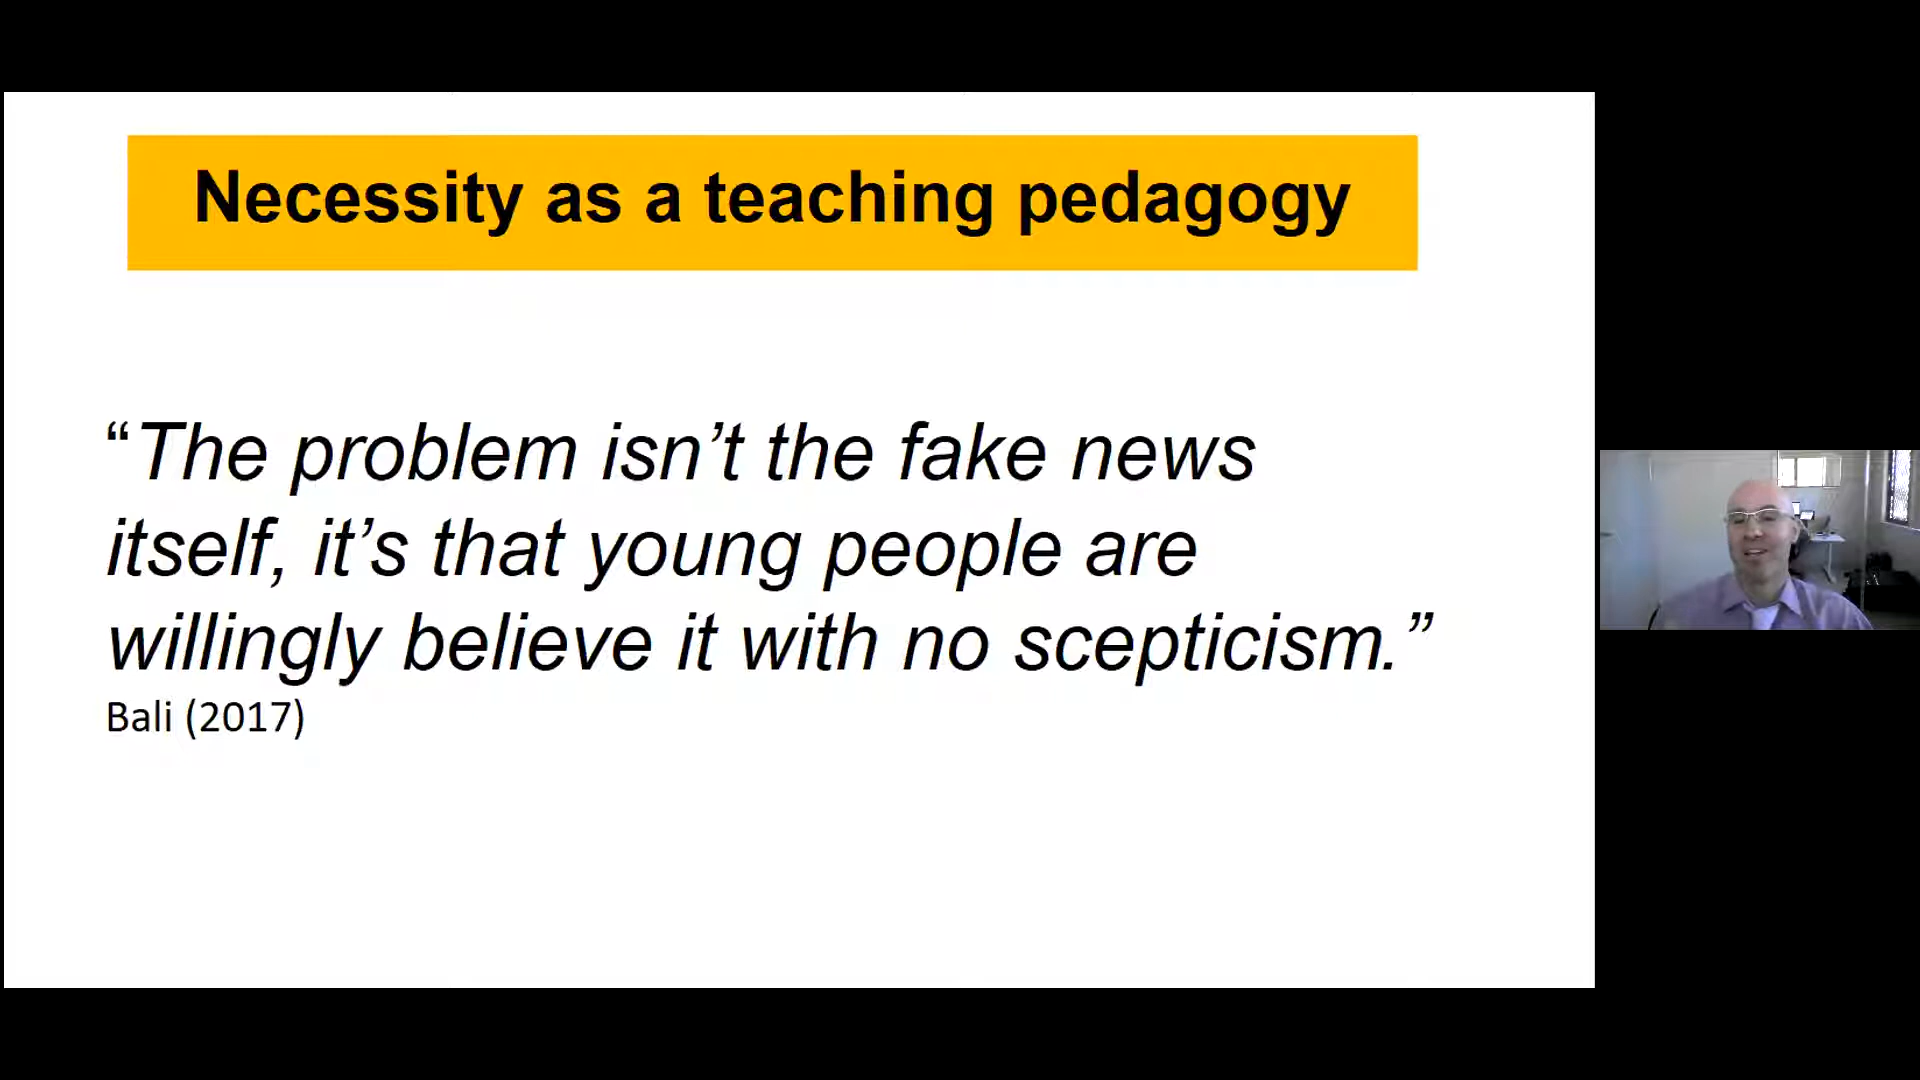 Necessity as a teaching pedagogy
“The problem isn’t the fake news
itself, it’s that young people are
willingly believe it with no scepticism.”
Bali (2017)